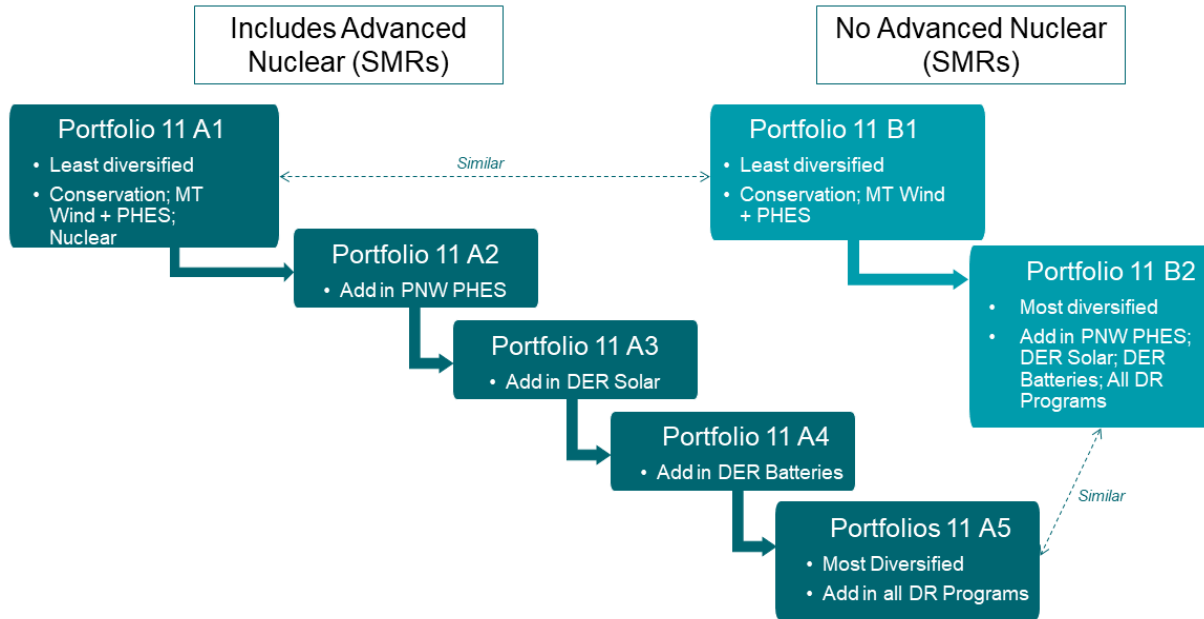 Includes Advanced
Nuclear (SMRs)
No Advanced Nuclear
(SMRs)
Portfolio 11 A1
• Least diversified
• Conservation; MT
Wind + PHES;
Nuclear
Similar
Portfolio 11 B1
• Least diversified
• Conservation; MT Wind
+ PHES
Portfolio 11 A2
• Add in PNW PHES
Portfolio 11 B2
• Most diversified
• Add in PNW PHES;
DER Solar; DER
Batteries; All DR
Programs
Portfolio 11 A3
• Add in DER Solar
Portfolio 11 A4
• Add in DER Batteries
Similar
Portfolios 11 A5
• Most Diversified
• Add in all DR Programs